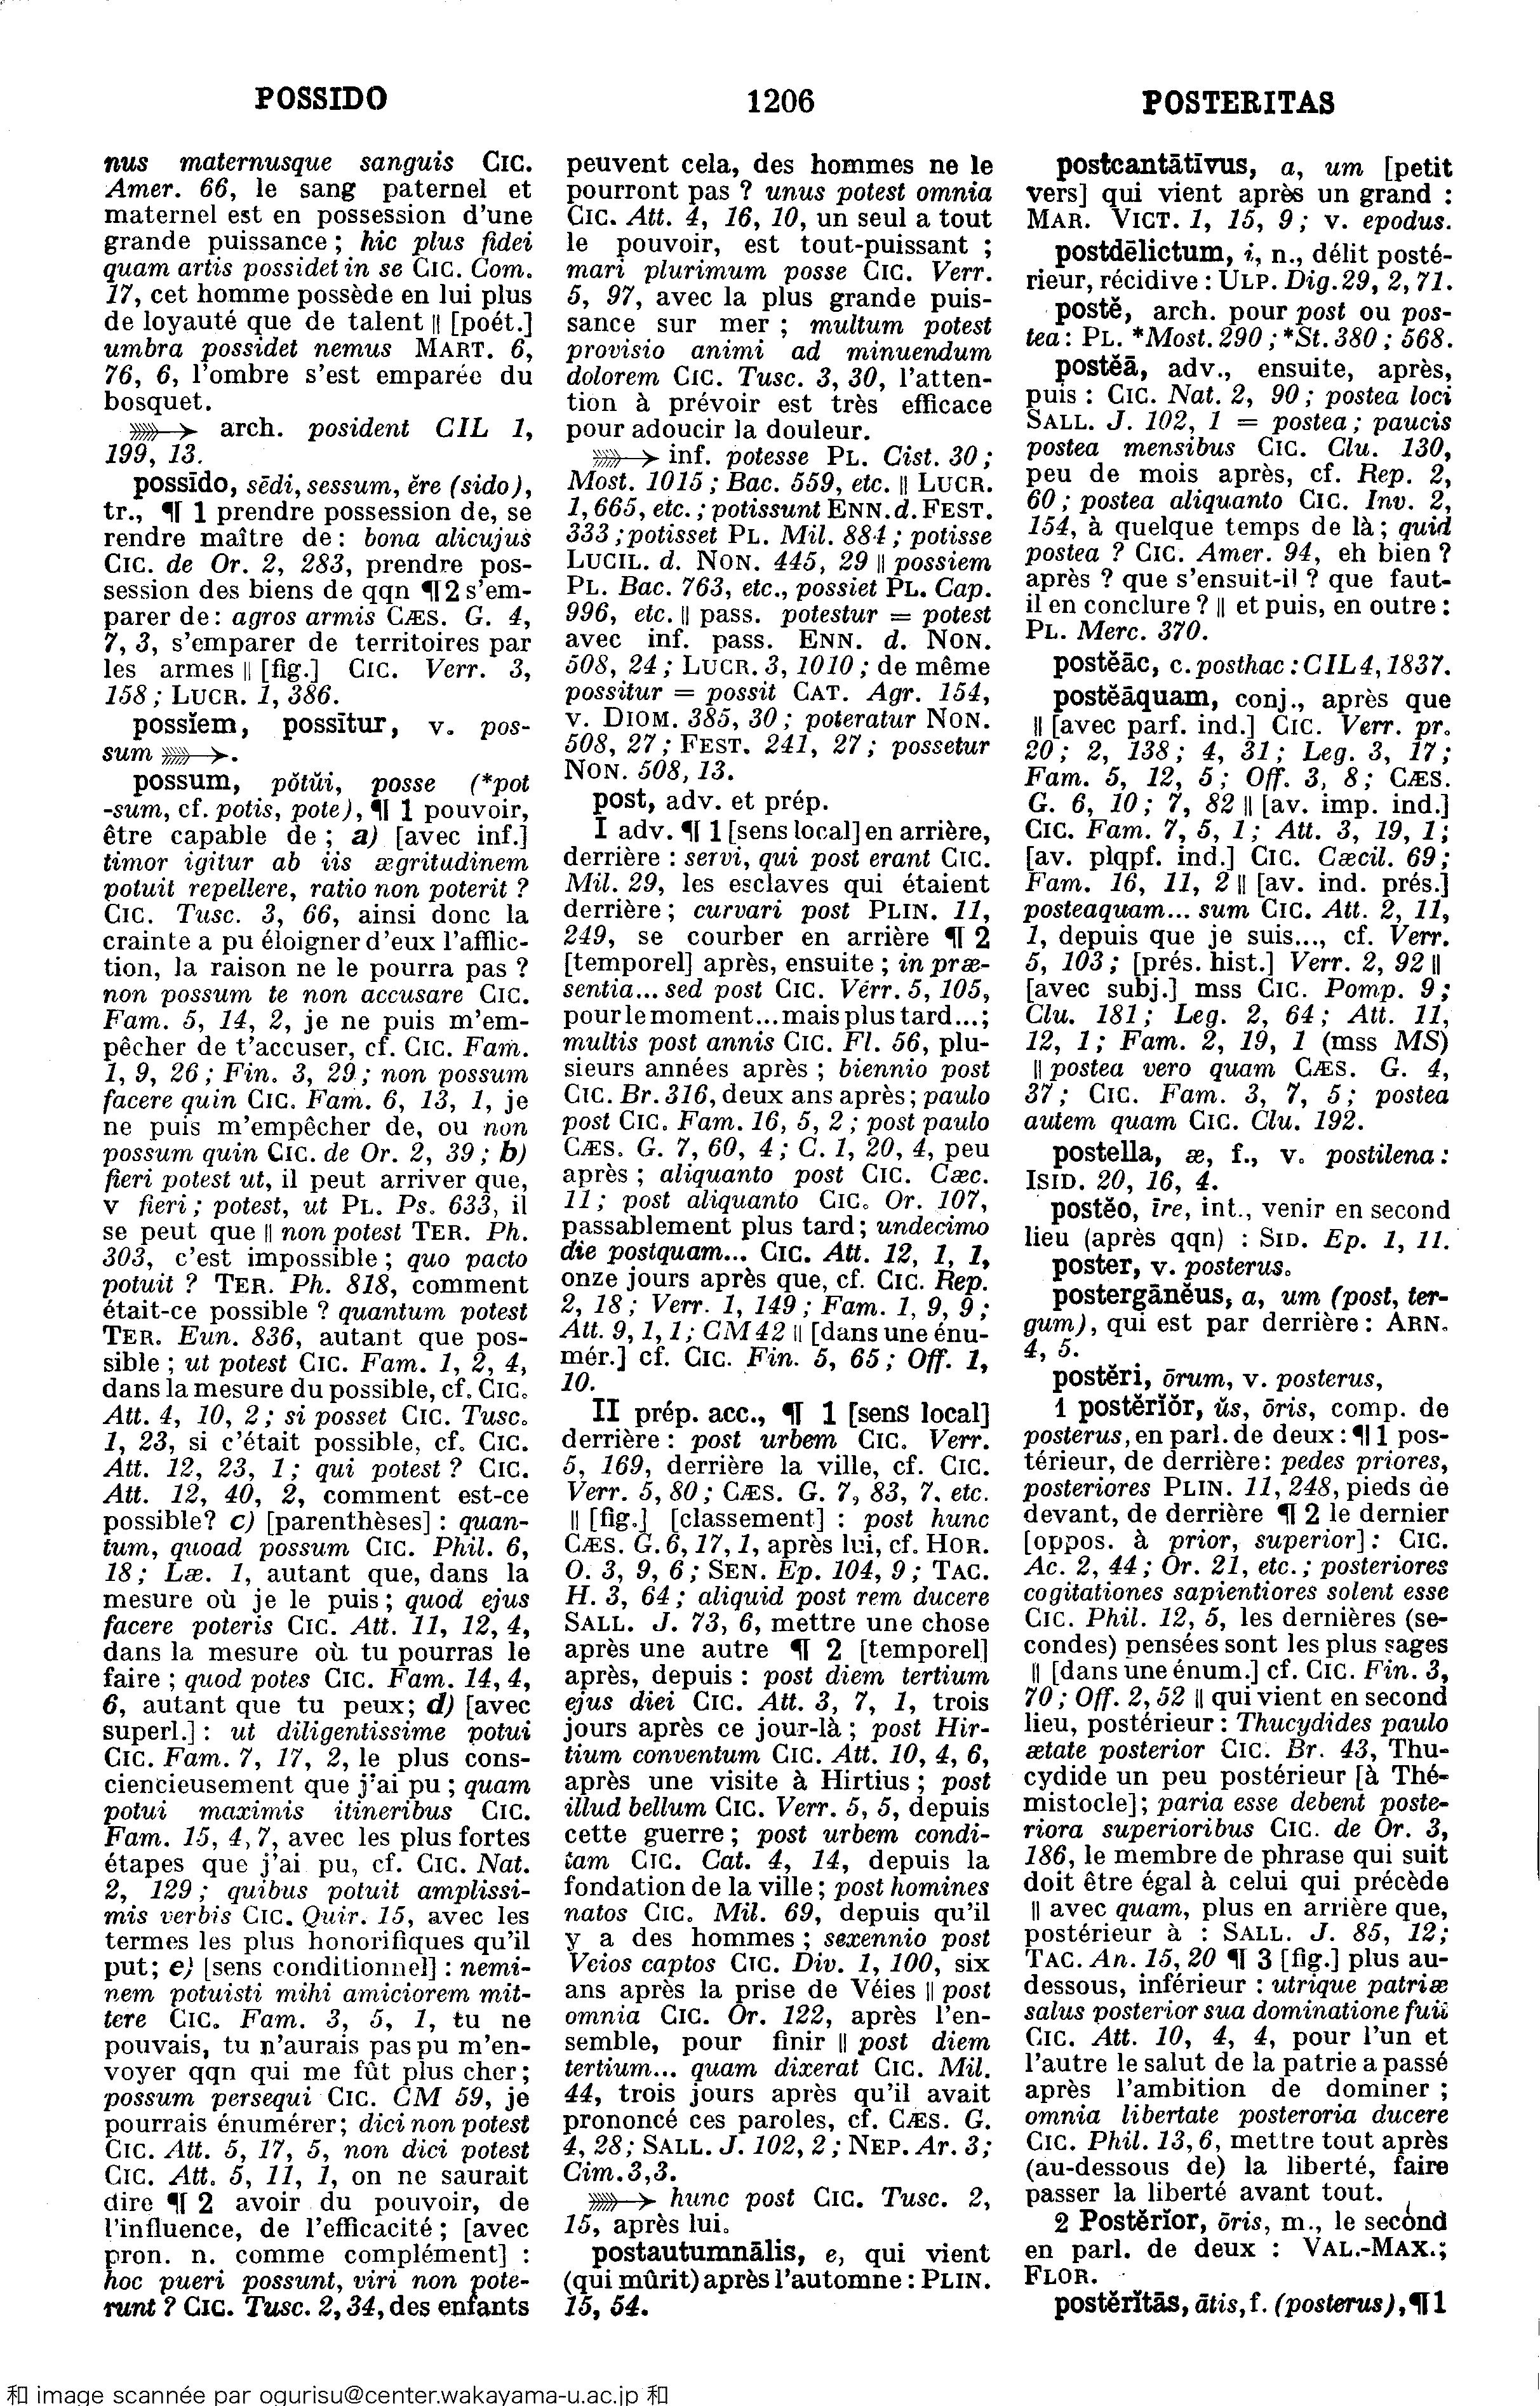 POSSIDO
1206
POSTERITAS
nus maternusque sanguis CIC.
Amer. 66, le sang paternel et
maternel est en possession d'une
grande puissance ; hic plus fidei
quam artis possidet in se CIC. Com.
17, cet homme possède en lui plus
de loyauté que de talent || [poét.]
umbra possidet nemus MART. 6,
76, 6, l'ombre s'est emparée du
bosquet.
arch. posident CIL 1,
199, 13.
possīdo, sēdi, sessum, ĕre (sido),
tr., ¶ 1 prendre possession de, se
rendre maître de : bona alicujus
CIC. de Or. 2, 283, prendre pos-
session des biens de qqn ¶ 2 s'em-
parer de : agros armis CÆS. G. 4,
7, 3, s'emparer de territoires par
les armes || [fig.] CIC. Verr. 3,
158 ; LUCR. 1, 386.
possĭem, possītur, v. pos-
sum.
possum, pŏtŭi, posse (*pot
-sum, cf. potis, pote), ¶ 1 pouvoir,
être capable de ; a) [avec inf.]
timor igitur ab iis ægritudinem
potuit repellere, ratio non poterit ?
CIC. Tusc. 3, 66, ainsi donc la
crainte a pu éloigner d'eux l'afflic-
tion, la raison ne le pourra pas ?
non possum te non accusare CIC.
Fam. 5, 14, 2, je ne puis m'em-
pêcher de t'accuser, cf. CIC. Fam.
1, 9, 26 ; Fin. 3, 29 ; non possum
facere quin CIC. Fam. 6, 13, 1, je
ne puis m'empêcher de, ou non
possum quin CIC. de Or. 2, 39 ; b)
fieri potest ut, il peut arriver que,
v fieri ; potest, ut PL. Ps. 633, il
se peut que || non potest TER. Ph.
303, c'est impossible ; quo pacto
potuit ? TER. Ph. 818, comment
était-ce possible ? quantum potest
TER. Eun. 836, autant que pos-
sible ; ut potest CIC. Fam. 1, 2, 4,
dans la mesure du possible, cf. CIC.
Att. 4, 10, 2 ; si posset CIC. Tusc.
1, 23, si c'était possible, cf. CIC.
Att. 12, 23, 1 ; qui potest ? CIC.
Att. 12, 40, 2, comment est-ce
possible? c) [parenthèses] : quan-
tum, quoad possum CIC. Phil. 6,
18 ; Læ. 1, autant que, dans la
mesure où je le puis ; quod ejus
facere poteris CIC. Att. 11, 12, 4,
dans la mesure où tu pourras le
faire ; quod potes CIC. Fam. 14, 4,
6, autant que tu peux; d) [avec
superl.] : ut diligentissime potui
CIC. Fam. 7, 17, 2, le plus cons-
ciencieusement que j'ai pu ; quam
potui maximis itineribus CIC.
Fam. 15, 4, 7, avec les plus fortes
étapes que j'ai pu, cf. CIC. Nat.
2, 129 ; quibus potuit amplissi-
mis verbis CIC. Quir. 15, avec les
termes les plus honorifiques qu'il
put; e) [sens conditionnel] : nemi-
nem potuisti mihi amiciorem mit-
tere CIC. Fam. 3, 5, 1, tu ne
pouvais, tu n'aurais pas pu m'en-
voyer qqn qui me fût plus cher ;
possum persequi CIC. CM 59, je
pourrais énumérer; dici non potest
CIC. Att. 5, 17, 5, non dici potest
CIC. Att. 5, 11, 1, on ne saurait
dire ¶ 2 avoir du pouvoir, de
l'influence, de l'efficacité ; [avec
pron. n. comme complément] :
hoc pueri possunt, viri non pote-
runt ? CIC. Tusc. 2, 34, des enfants
peuvent cela, des hommes ne le
pourront pas ? unus potest omnia
CIC. Att. 4, 16, 10, un seul a tout
le pouvoir, est tout-puissant ;
mari plurimum posse CIC. Verr.
5, 97, avec la plus grande puis-
sance sur mer ; multum potest
provisio animi ad minuendum
dolorem CIC. Tusc. 3, 30, l'atten-
tion à prévoir est très efficace
pour adoucir la douleur.
inf. potesse PL. Cist. 30 ;
Most. 1015 ; Bac. 559, etc. || LUCR.
1, 665, etc. ; potissunt ENN. d. FEST.
333 ; potisset PL. Mil. 884 ; potisse
LUCIL. d. NON. 445, 29 || possiem
PL. Bac. 763, etc., possiet PL. Cap.
996, etc. || pass. potestur = potest
avec inf. pass. ENN. d. NON.
508, 24 ; LUCR. 3, 1010 ; de même
possitur = possit CAT. Agr. 154,
v. DIOM. 385, 30 ; poteratur NON.
508, 27 ; FEST. 241, 27 ; possetur
NON. 508, 13.
post, adv. et prép.
I adv. ¶ 1 [sens local] en arrière,
derrière : servi, qui post erant CIC.
Mil. 29, les esclaves qui étaient
derrière ; curvari post PLIN. 11,
249, se courber en arrière ¶ 2
[temporel] après, ensuite ; in præ-
sentia... sed post CIC. Verr. 5, 105,
pour le moment... mais plus tard... ;
multis post annis CIC. Fl. 56, plu-
sieurs années après ; biennio post
CIC. Br. 316, deux ans après ; paulo
post CIC. Fam. 16, 5, 2 ; post paulo
CÆS. G. 7, 60, 4 ; C. 1, 20, 4, peu
après ; aliquanto post CIC. Cæc.
11 ; post aliquanto CIC. Or. 107,
passablement plus tard ; undecimo
die postquam... CIC. Att. 12, 1, 1,
onze jours après que, cf. CIC. Rep.
2, 18 ; Verr. 1, 149 ; Fam. 1, 9, 9 ;
Att. 9, 1, 1 ; CM 42 || [dans une énu-
mér.] cf. CIC. Fin. 5, 65 ; Off. 1,
10.
II prép. acc., ¶ 1 [sens local]
derrière : post urbem CIC. Verr.
5, 169, derrière la ville, cf. CIC.
Verr. 5, 80 ; CÆS. G. 7, 83, 7, etc.
|| [fig.] [classement] : post hunc
CÆS. G. 6, 17, 1, après lui, cf. HOR.
O. 3, 9, 6 ; SEN. Ep. 104, 9 ; TAC.
H. 3, 64 ; aliquid post rem ducere
SALL. J. 73, 6, mettre une chose
après une autre ¶ 2 [temporel]
après, depuis : post diem tertium
ejus diei CIC. Att. 3, 7, 1, trois
jours après ce jour-là ; post Hir-
tium conventum CIC. Att. 10, 4, 6,
après une visite à Hirtius ; post
illud bellum CIC. Verr. 5, 5, depuis
cette guerre ; post urbem condi-
tam CIC. Cat. 4, 14, depuis la
fondation de la ville ; post homines
natos CIC. Mil. 69, depuis qu'il
y a des hommes ; sexennio post
Veios captos CIC. Div. 1, 100, six
ans après la prise de Véies || post
omnia CIC. Or. 122, après l'en-
semble, pour finir || post diem
tertium... quam dixerat CIC. Mil.
44, trois jours après qu'il avait
prononcé ces paroles, cf. CÆS. G.
4, 28 ; SALL. J. 102, 2 ; NEP. Ar. 3 ;
Cim. 3, 3.
hunc post CIC. Tusc. 2,
15, après lui.
postautumnālis, e, qui vient
(qui mûrit) après l'automne : PLIN.
15, 54.
postcantātīvus, a, um [petit
vers] qui vient après un grand :
MAR. VICT. 1, 15, 9 ; v. epodus.
postdēlictum, i, n., délit posté-
rieur, récidive : ULP. Dig. 29, 2, 71.
postĕ, arch. pour post ou pos-
tea : PL. *Most. 290 ; *St. 380 ; 568.
postĕā, adv., ensuite, après,
puis : CIC. Nat. 2, 90 ; postea loci
SALL. J. 102, 1 = postea ; paucis
postea mensibus CIC. Clu. 130,
peu de mois après, cf. Rep. 2,
60 ; postea aliquanto CIC. Inv. 2,
154, à quelque temps de là ; quid
postea ? CIC. Amer. 94, eh bien ?
après ? que s'ensuit-il ? que faut-
il en conclure ? || et puis, en outre :
PL. Merc. 370.
postĕāc, c. posthac : CIL 4, 1837.
postĕāquam, conj., après que
|| [avec parf. ind.] CIC. Verr. pr.
20 ; 2, 138 ; 4, 31 ; Leg. 3, 17 ;
Fam. 5, 12, 5 ; Off. 3, 8 ; CÆS.
G. 6, 10 ; 7, 82 || [av. imp. ind.]
CIC. Fam. 7, 5, 1 ; Att. 3, 19, 1 ;
[av. plqpf. ind.] CIC. Cæcil. 69 ;
Fam. 16, 11, 2 || [av. ind. prés.]
posteaquam... sum CIC. Att. 2, 11,
1, depuis que je suis..., cf. Verr.
5, 103 ; [prés. hist.] Verr. 2, 92 ||
[avec subj.] mss CIC. Pomp. 9 ;
Clu. 181 ; Leg. 2, 64 ; Att. 11,
12, 1 ; Fam. 2, 19, 1 (mss MS)
|| postea vero quam CÆS. G. 4,
37 ; CIC. Fam. 3, 7, 5 ; postea
autem quam CIC. Clu. 192.
postella, æ, f., v. postilena :
ISID. 20, 16, 4.
postĕo, īre, int., venir en second
lieu (après qqn) : SID. Ep. 1, 11.
poster, v. posterus.
postergānĕus, a, um (post, ter-
gum), qui est par derrière : ARN.
4, 5.
postĕri, ōrum, v. posterus,
1 postĕrĭŏr, ŭs, ōris, comp. de
posterus, en parl. de deux : ¶ 1 pos-
térieur, de derrière : pedes priores,
posteriores PLIN. 11, 248, pieds de
devant, de derrière ¶ 2 le dernier
[oppos. à prior, superior] : CIC.
Ac. 2, 44 ; Or. 21, etc. ; posteriores
cogitationes sapientiores solent esse
CIC. Phil. 12, 5, les dernières (se-
condes) pensées sont les plus sages
|| [dans une énum.] cf. CIC. Fin. 3,
70 ; Off. 2, 52 || qui vient en second
lieu, postérieur : Thucydides paulo
ætate posterior CIC. Br. 43, Thu-
cydide un peu postérieur [à Thé-
mistocle] ; paria esse debent poste-
riora superioribus CIC. de Or. 3,
186, le membre de phrase qui suit
doit être égal à celui qui précède
|| avec quam, plus en arrière que,
postérieur à : SALL. J. 85, 12 ;
TAC. An. 15, 20 ¶ 3 [fig.] plus au-
dessous, inférieur : utrique patriæ
salus posterior sua dominatione fuit
CIC. Att. 10, 4, 4, pour l'un et
l'autre le salut de la patrie a passé
après l'ambition de dominer ;
omnia libertate posteroria ducere
CIC. Phil. 13, 6, mettre tout après
(au-dessous de) la liberté, faire
passer la liberté avant tout.
2 Postĕrĭor, ōris, m., le second
en parl. de deux : VAL.-MAX. ;
FLOR.
postĕrĭtās, ātis, f. (posterus), ¶ 1
和 image scannée par ogurisu@center.wakayama-u.ac.jp 和